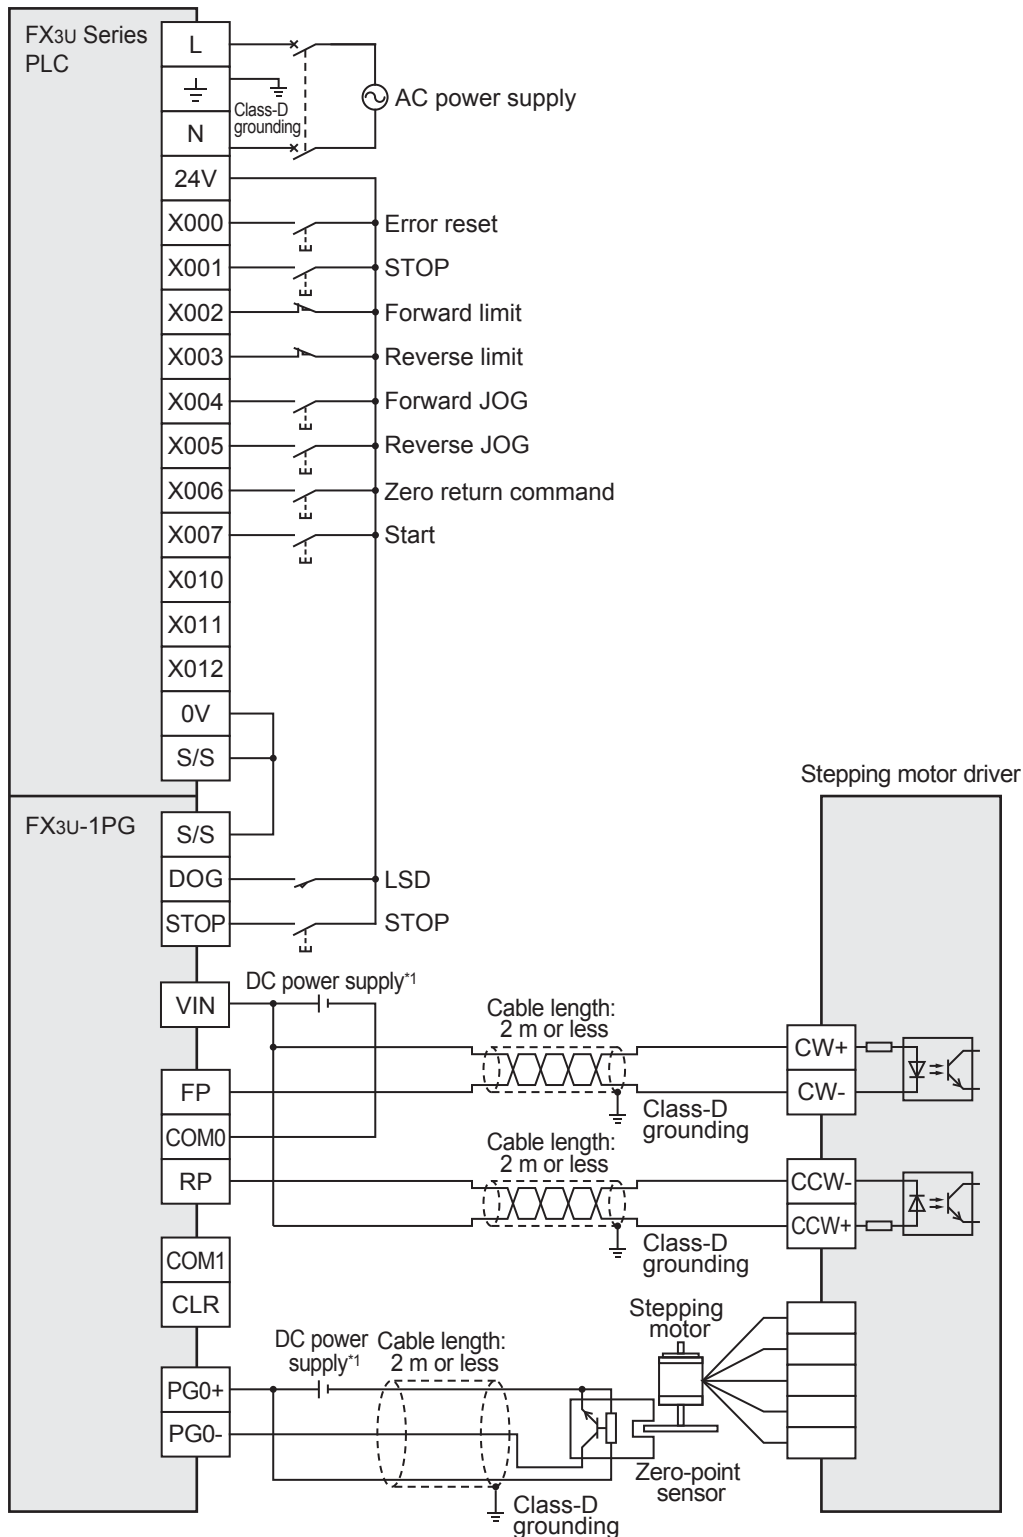 FX3U Series
PLC
L
Class-D
grounding
AC power supply
N
24V
X000
Error reset
X001
STOP
X002
Forward limit
X003
Reverse limit
X004
Forward JOG
X005
Reverse JOG
X006
Zero return command
X007
Start
X010
X011
X012
0V
S/S
Stepping motor driver
FX3U-1PG
S/S
DOG
LSD
STOP
STOP
VIN
DC power supply*1
Cable length:
2 m or less
CW+
FP
CW-
Class-D
grounding
COM0
Cable length:
2 m or less
RP
CCW-
CCW+
Class-D
grounding
COM1
CLR
Stepping
motor
DC power
supply*1
Cable length:
2 m or less
PG0+
PG0-
Zero-point
sensor
Class-D
grounding